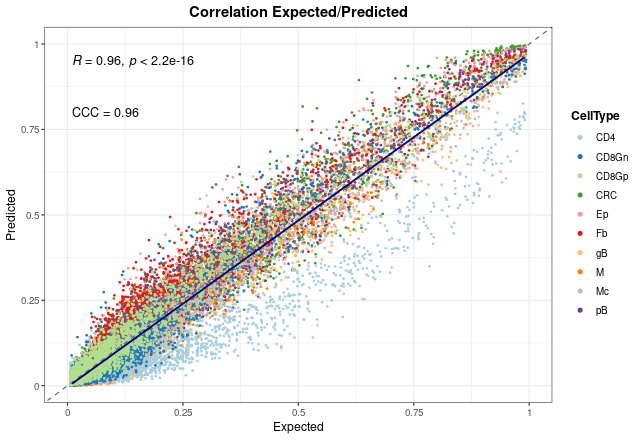 Correlation Expected/Predicted
R = 0.96, p < 2.2e-16
CCC = 0.96
Predicted
1
0.75
0.5
0.25
0
0
0.25
0.5
0.75
1
Expected
CellType
CD4
CD8Gn
CD8Gp
CRC
Ep
Fb
gB
M
Mc
pB